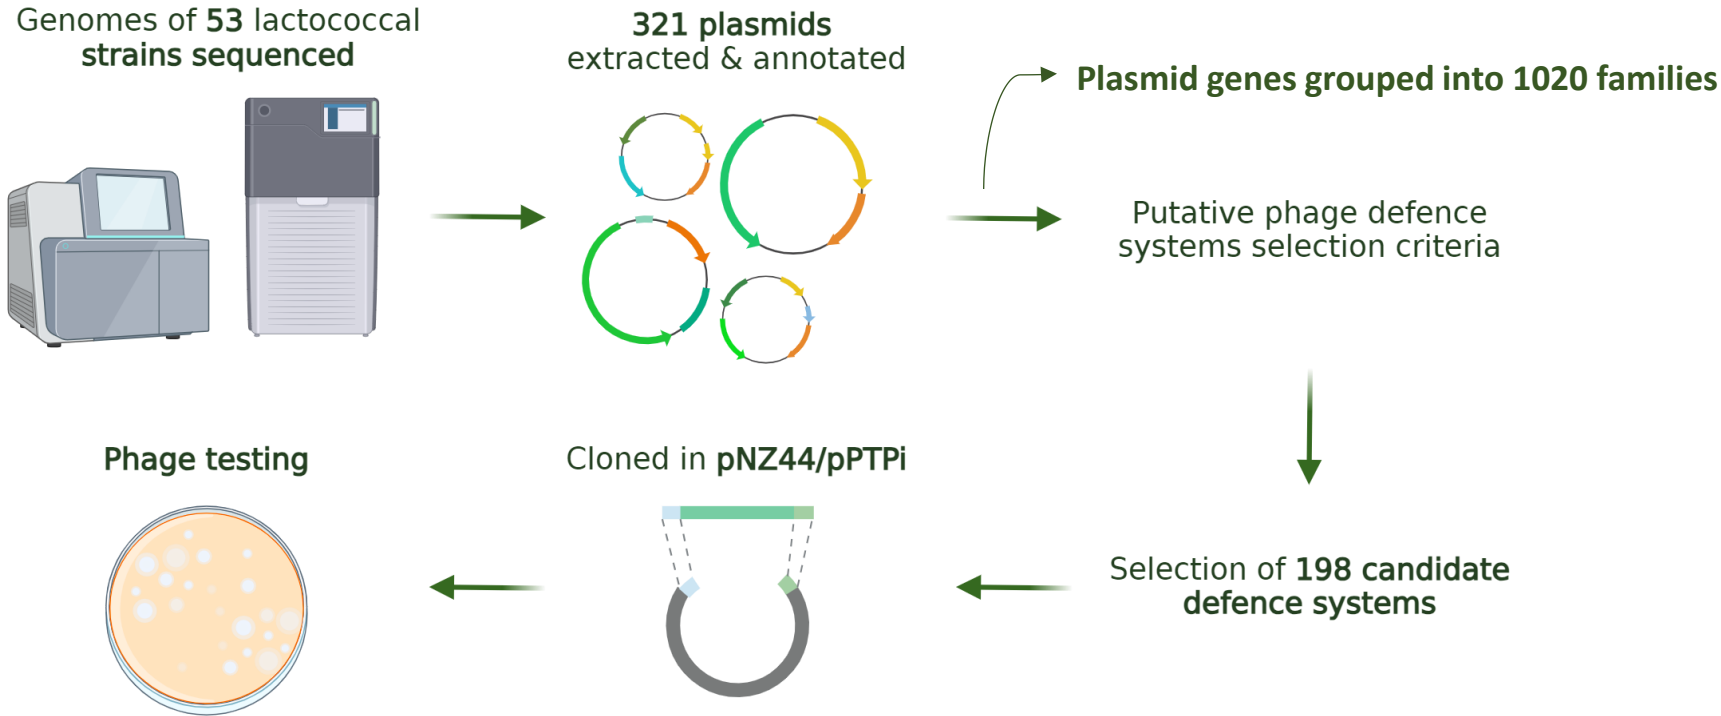 Genomes of 53 lactococcal
strains sequenced
321 plasmids
extracted & annotated
Plasmid genes grouped into 1020 families
Putative phage defence
systems selection criteria
Selection of 198 candidate
defence systems
Cloned in pNZ44/pPTPi
Phage testing